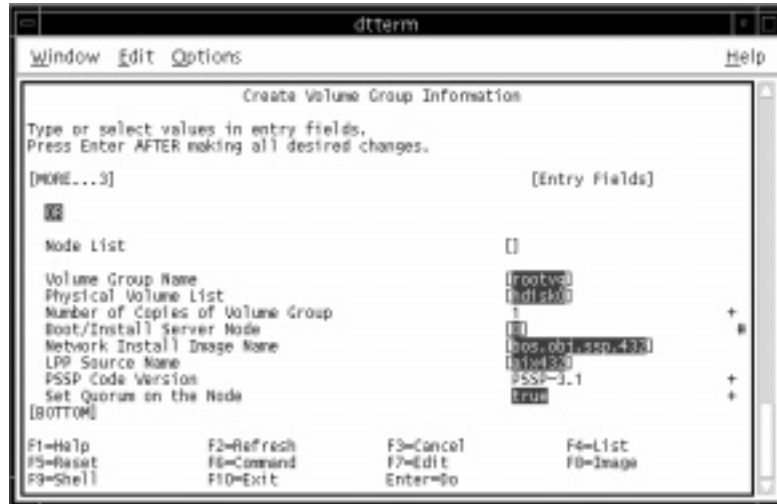 dtterm
Window Edit Options Help
Create Volume Group Information
Type or select values in entry fields.
Press Enter AFTER making all desired changes.
[MORE...3] [Entry Fields]
OR
Node List []
Volume Group Name [rootvg]
Physical Volume List [hdisk0]
Number of Copies of Volume Group 1 +
Boot/Install Server Node [] #
Network Install Image Name [bos.obj.ssp.432]
LPP Source Name [aix432]
PSSP Code Version PSSP-3.1 +
Set Quorum on the Node true +
[BOTTOM]
F1=Help F2=Refresh F3=Cancel F4=List
F5=Reset F6=Command F7=Edit F8=Image
F9=Shell F10=Exit Enter=Do